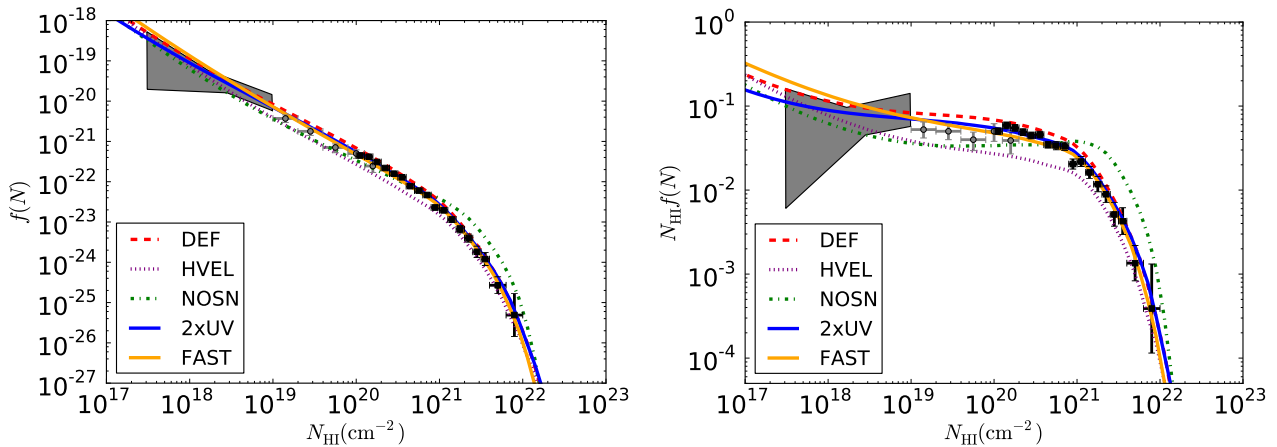 10^-18
10^-19
10^-20
10^-21
10^-22
10^-23
10^-24
10^-25
10^-26
10^-27
f(N)
DEF
HVEL
NOSN
2xUV
FAST
10^17 10^18 10^19 10^20 10^21 10^22 10^23
N_HI(cm^-2)
10^0
10^-1
10^-2
10^-3
10^-4
N_HI f(N)
DEF
HVEL
NOSN
2xUV
FAST
10^17 10^18 10^19 10^20 10^21 10^22 10^23
N_HI(cm^-2)